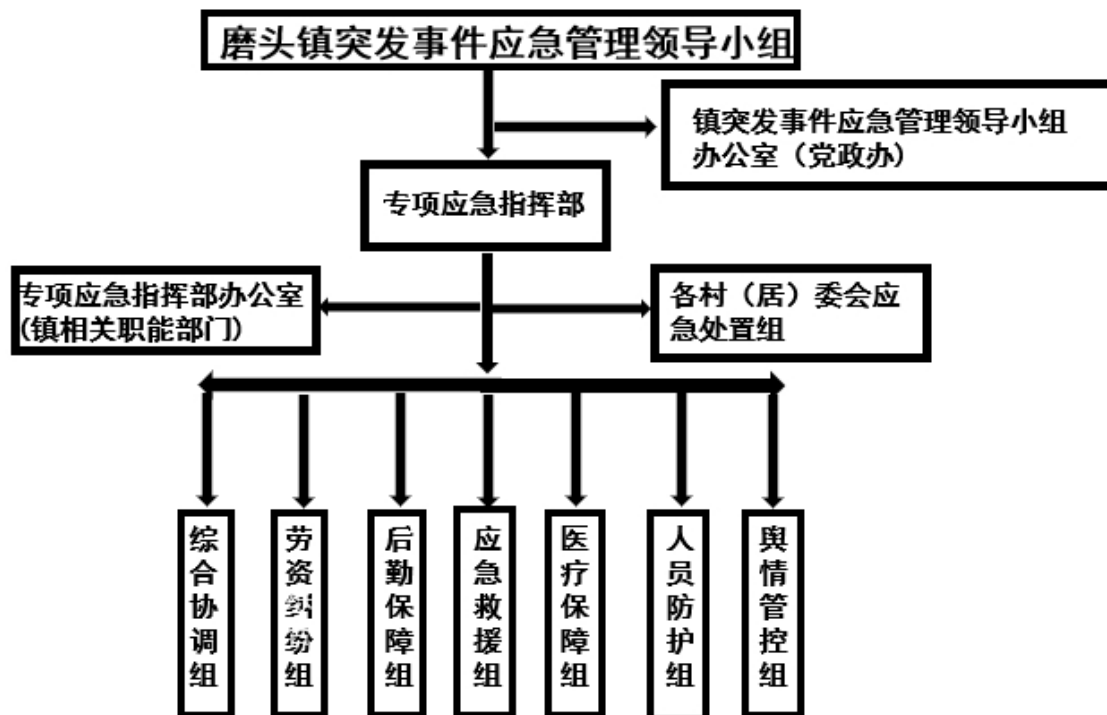 磨头镇突发事件应急管理领导小组
镇突发事件应急管理领导小组
办公室（党政办)
专项应急指挥部
专项应急指挥部办公室
(镇相关职能部门)
各村（居）委会应
急处置组
综合协调组
劳资纠纷组
后勤保障组
应急救援组
医疗保障组
人员防护组
舆情管控组